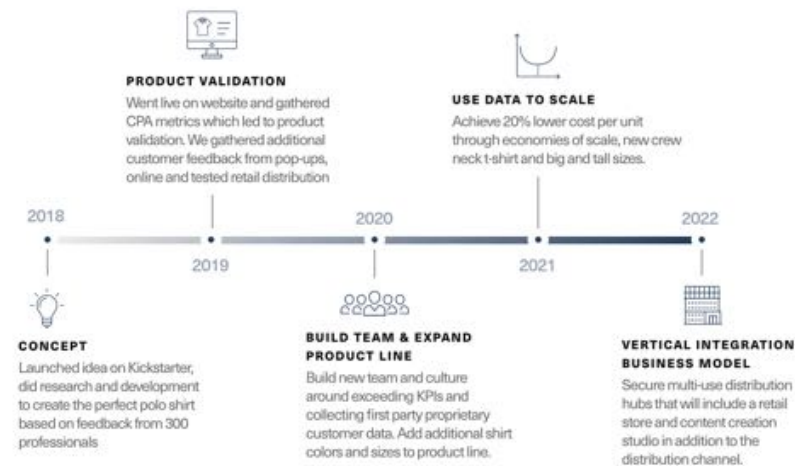 PRODUCT VALIDATION
Went live on website and gathered
CPA metrics which led to product
validation. We gathered additional
customer feedback from pop-ups,
online and tested retail distribution
USE DATA TO SCALE
Achieve 20% lower cost per unit
through economies of scale, new crew
neck t-shirt and big and tall sizes.
2018
2020
2022
2019
2021
CONCEPT
Launched idea on Kickstarter,
did research and development
to create the perfect polo shirt
based on feedback from 300
professionals
BUILD TEAM & EXPAND
PRODUCT LINE
Build new team and culture
around exceeding KPIs and
collecting first party proprietary
customer data. Add additional shirt
colors and sizes to product line.
VERTICAL INTEGRATION
BUSINESS MODEL
Secure multi-use distribution
hubs that will include a retail
store and content creation
studio in addition to the
distribution channel.